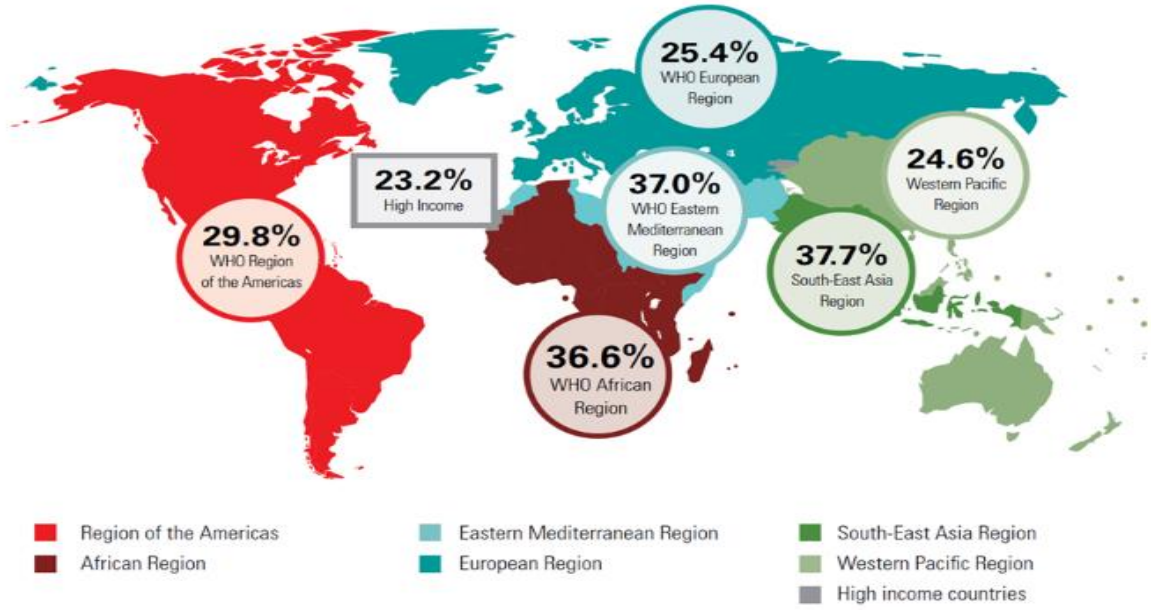 25.4%
WHO European
Region
24.6%
Western Pacific
Region
23.2%
High Income
37.0%
WHO Eastern
Mediterranean
Region
29.8%
WHO Region
of the Americas
37.7%
South-East Asia
Region
36.6%
WHO African
Region
Region of the Americas
African Region
Eastern Mediterranean Region
European Region
South-East Asia Region
Western Pacific Region
High income countries